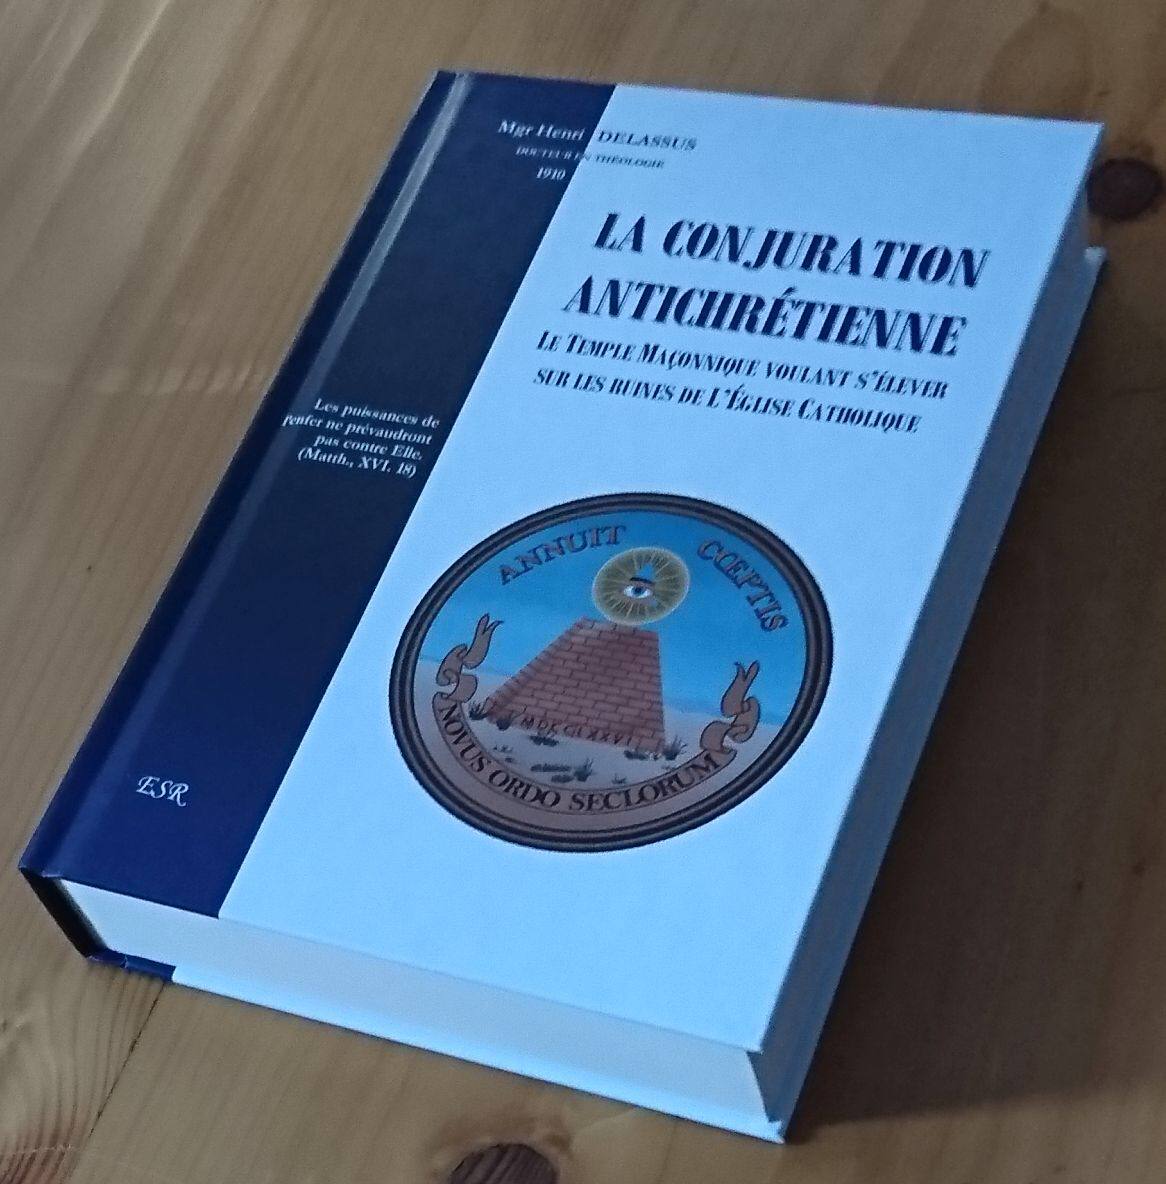 Mgr Henri DELASSUS
DOCTEUR EN THÉOLOGIE
1910
LA CONJURATION
ANTICHRÉTIENNE
LE TEMPLE MAÇONNIQUE VOULANT S'ÉLEVER
SUR LES RUINES DE L'ÉGLISE CATHOLIQUE
Les puissances de
l'enfer ne prévaudront
pas contre Elle.
(Matth., XVI. 18)
ANNUIT CŒPTIS
MDCCLXXVI
NOVUS ORDO SECLORUM
ESR